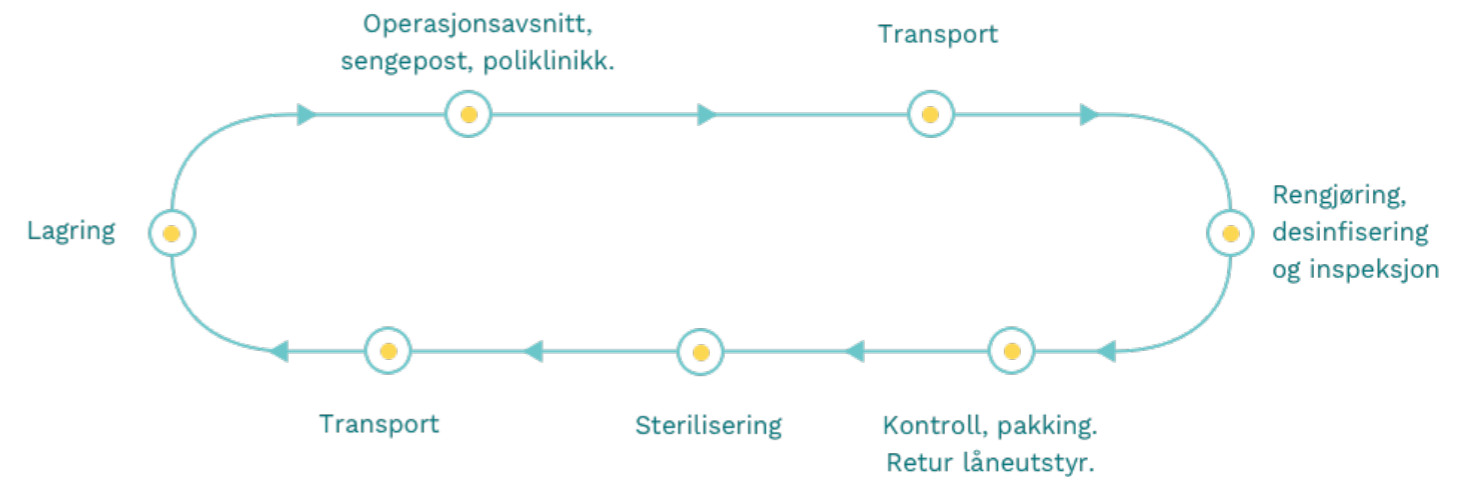 Operasjonsavsnitt,
sengepost, poliklinikk.
Transport
Lagring
Rengjøring,
desinfisering
og inspeksjon
Transport
Sterilisering
Kontroll, pakking.
Retur låneutstyr.